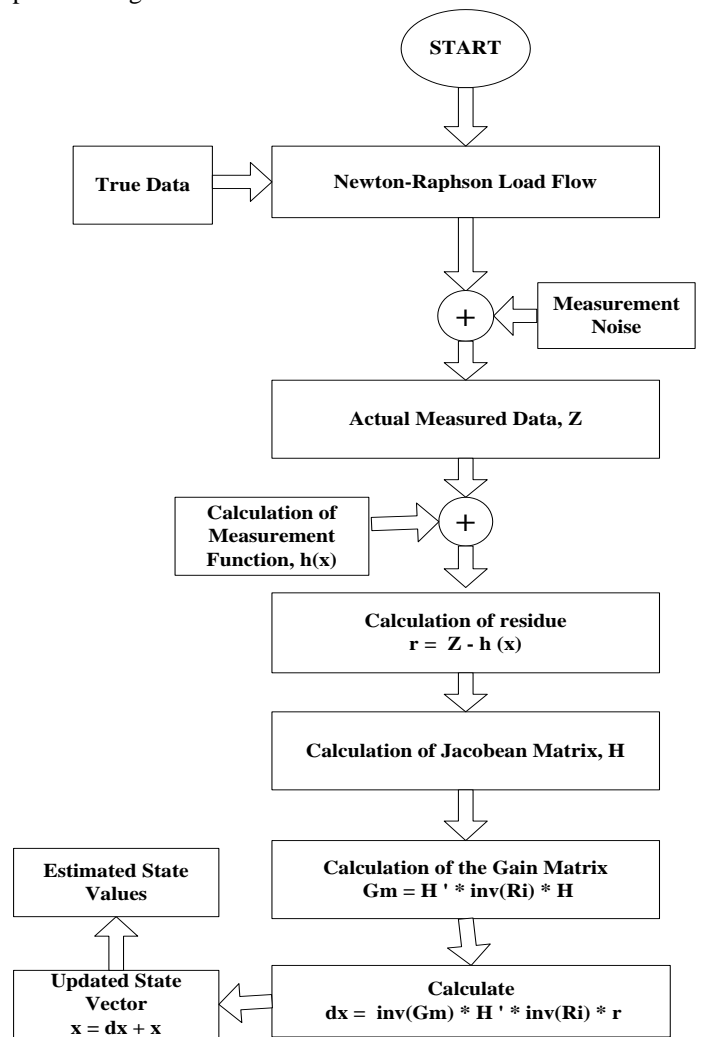 START
True Data
Newton-Raphson Load Flow
+
Measurement
Noise
Actual Measured Data, Z
Calculation of
Measurement
Function, h(x)
+
Calculation of residue
r = Z - h (x)
Calculation of Jacobean Matrix, H
Calculation of the Gain Matrix
Gm = H ' * inv(Ri) * H
Calculate
dx = inv(Gm) * H ' * inv(Ri) * r
Updated State
Vector
x = dx + x
Estimated State
Values